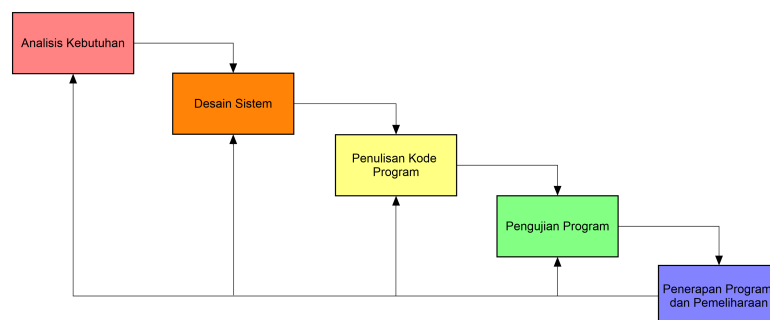 Analisis Kebutuhan
Desain Sistem
Penulisan Kode
Program
Pengujian Program
Penerapan Program
dan Pemeliharaan